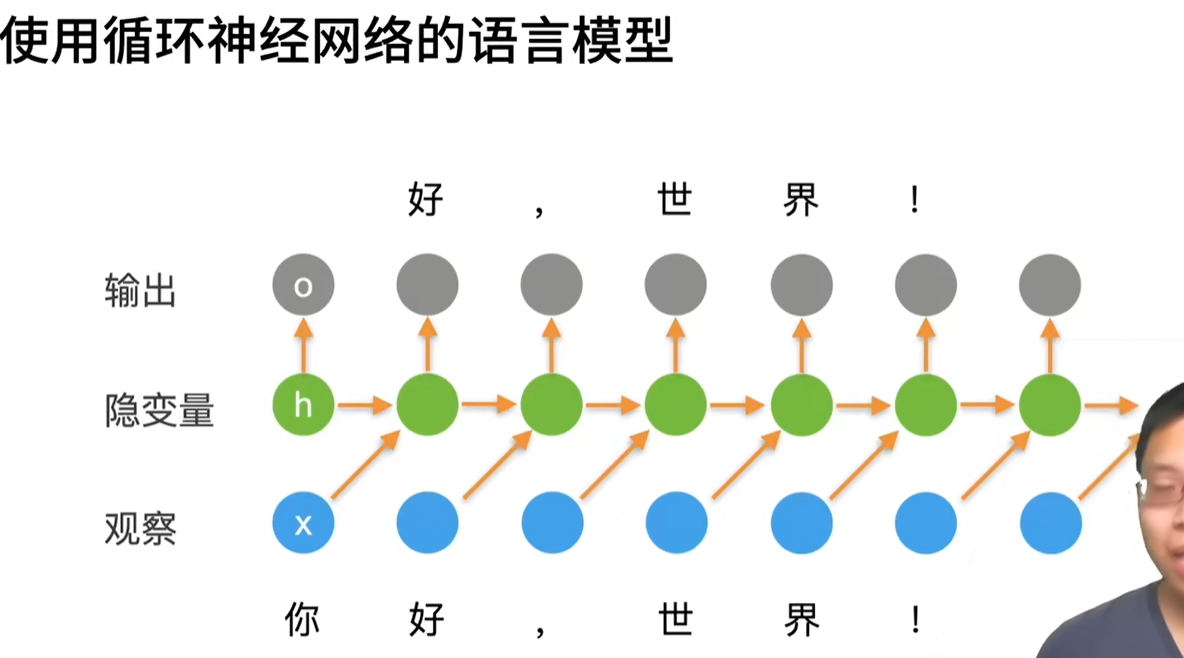 使用循环神经网络的语言模型
好 , 世 界 !
输出 o
隐变量 h
观察 x
你 好 , 世 界 !